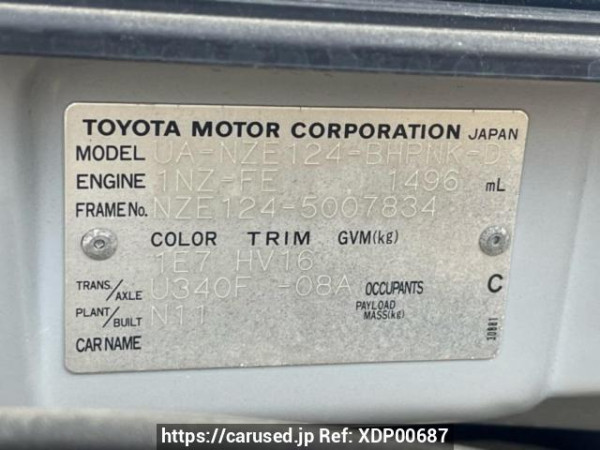 TOYOTA MOTOR CORPORATION JAPAN
MODEL UA-NZE124-BHPNK-D
ENGINE 1NZ-FE 1496 mL
FRAME No. NZE124-5007834
COLOR TRIM GVM(kg)
1E7 HV16
TRANS./AXLE U340F -08A OCCUPANTS C
PLANT/BUILT N11 PAYLOAD MASS(kg)
CAR NAME
30881
https://carused.jp Ref: XDP00687